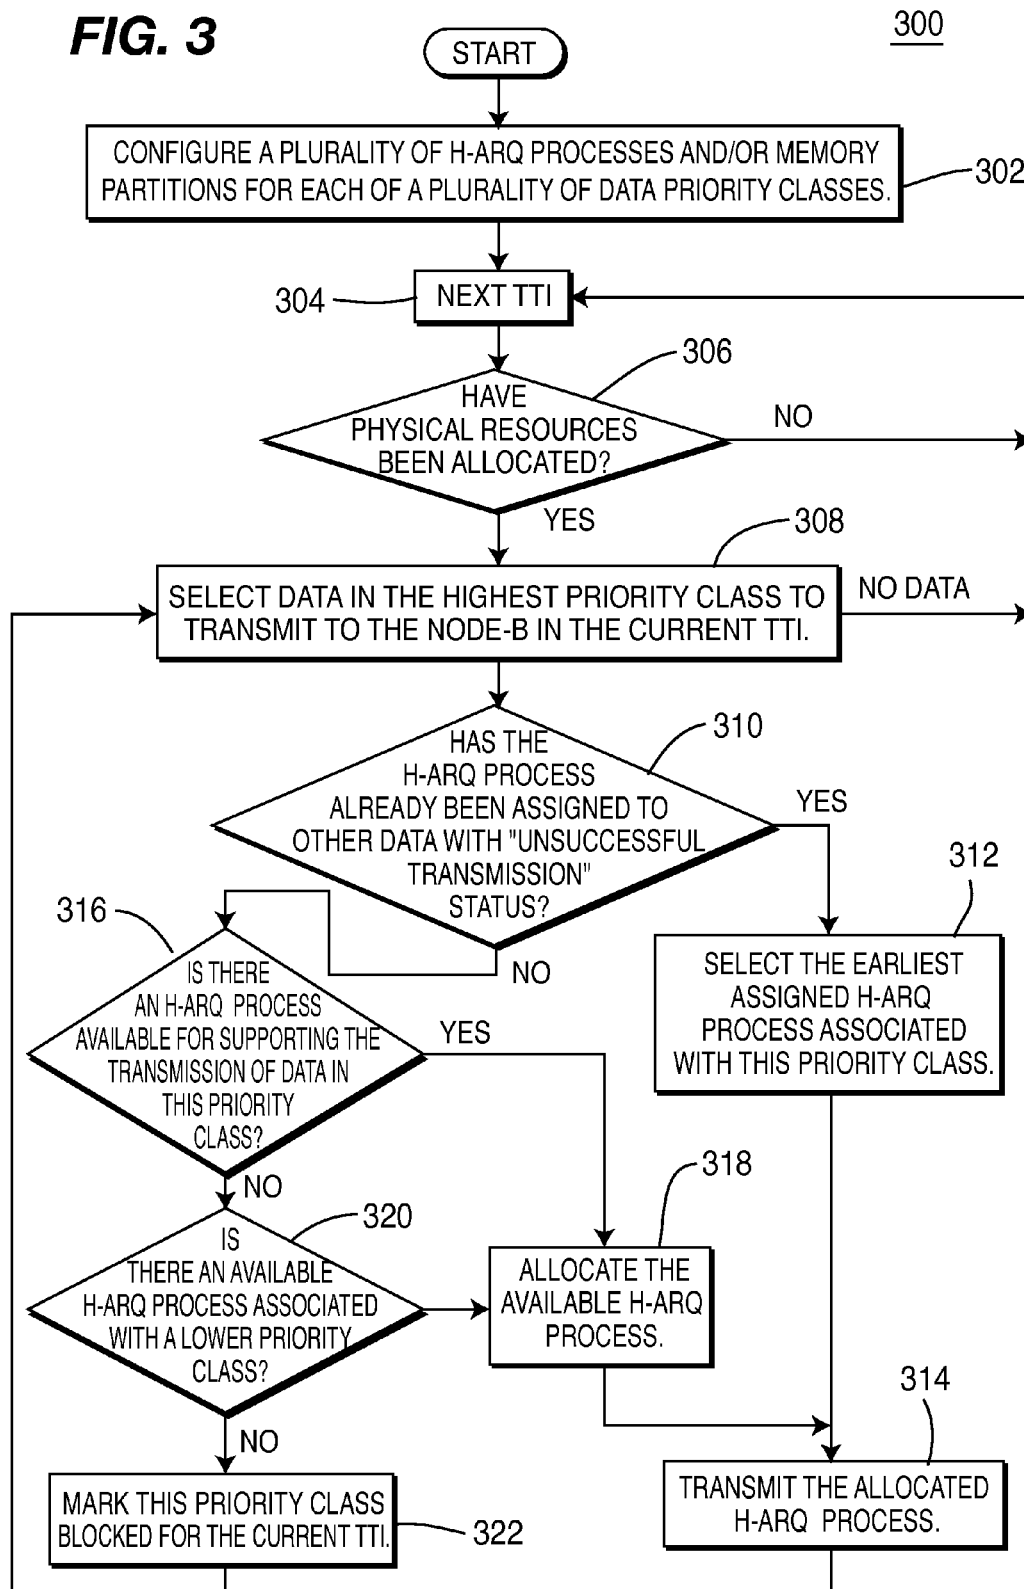 FIG. 3
300
START
CONFIGURE A PLURALITY OF H-ARQ PROCESSES AND/OR MEMORY
PARTITIONS FOR EACH OF A PLURALITY OF DATA PRIORITY CLASSES.
302
304
NEXT TTI
306
HAVE
PHYSICAL RESOURCES
BEEN ALLOCATED?
NO
YES
308
SELECT DATA IN THE HIGHEST PRIORITY CLASS TO
TRANSMIT TO THE NODE-B IN THE CURRENT TTI.
NO DATA
310
HAS THE
H-ARQ PROCESS
ALREADY BEEN ASSIGNED TO
OTHER DATA WITH "UNSUCCESSFUL
TRANSMISSION"
STATUS?
YES
NO
312
SELECT THE EARLIEST
ASSIGNED H-ARQ
PROCESS ASSOCIATED
WITH THIS PRIORITY CLASS.
316
IS THERE
AN H-ARQ PROCESS
AVAILABLE FOR SUPPORTING THE
TRANSMISSION OF DATA IN
THIS PRIORITY
CLASS?
YES
NO
318
ALLOCATE THE
AVAILABLE H-ARQ
PROCESS.
320
IS
THERE AN AVAILABLE
H-ARQ PROCESS ASSOCIATED
WITH A LOWER PRIORITY
CLASS?
NO
314
TRANSMIT THE ALLOCATED
H-ARQ PROCESS.
MARK THIS PRIORITY CLASS
BLOCKED FOR THE CURRENT TTI.
322